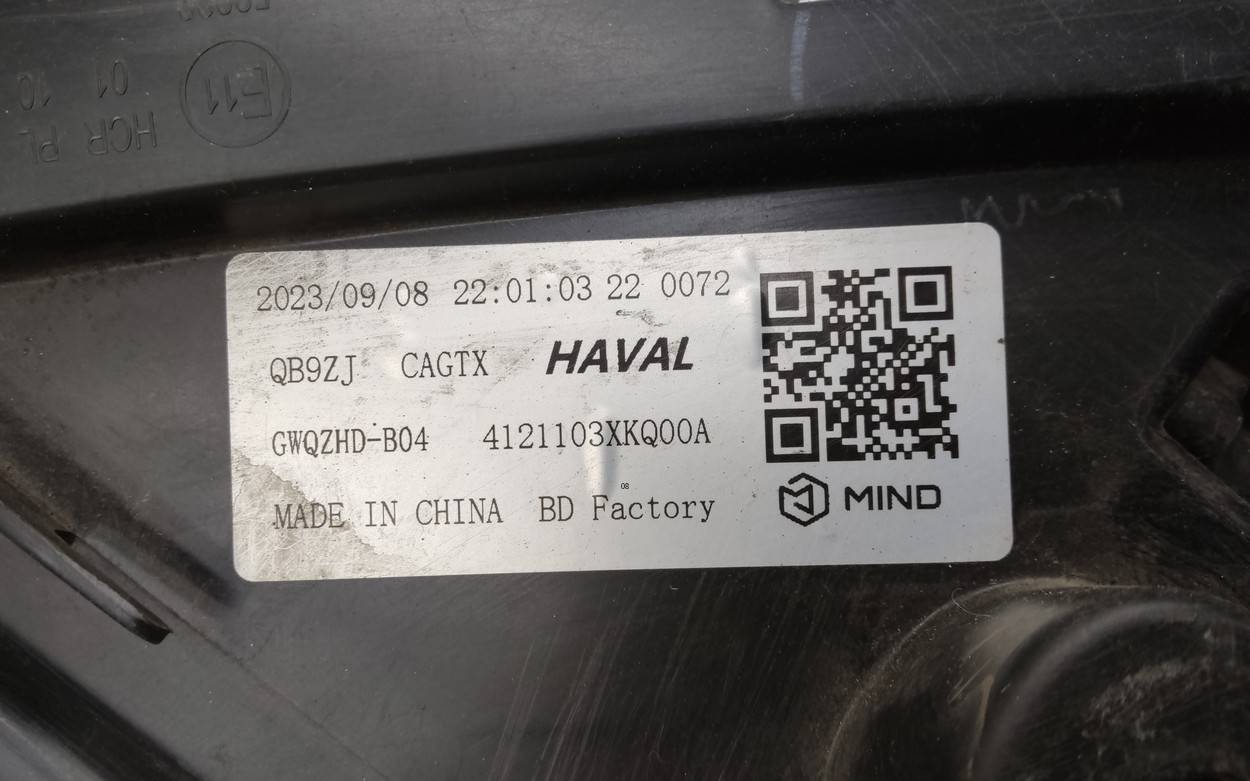 E11
HCR PL
01 10
2023/09/08 22:01:03 22 0072
QB9ZJ CAGTX HAVAL
GWQZHD-B04 4121103XKQ00A
08
MADE IN CHINA BD Factory
MIND